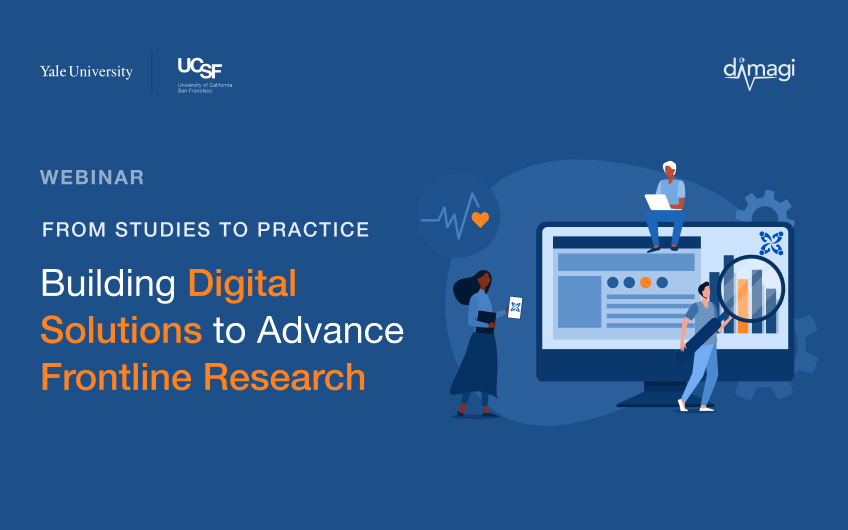 Yale University
UCSF
University of California
San Francisco
dimagi
WEBINAR
FROM STUDIES TO PRACTICE
Building Digital
Solutions to Advance
Frontline Research